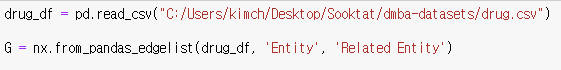 drug_df = pd.read_csv("C:/Users/kimch/Desktop/Sooktat/dmba-datasets/drug.csv")
G = nx.from_pandas_edgelist(drug_df, 'Entity', 'Related Entity')